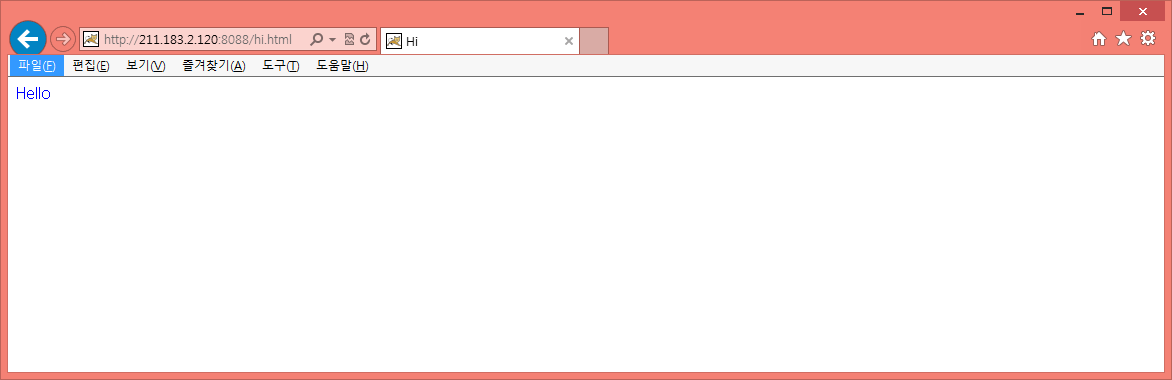 http://211.183.2.120:8088/hi.html
Hi
파일(F) 편집(E) 보기(V) 즐겨찾기(A) 도구(T) 도움말(H)
Hello